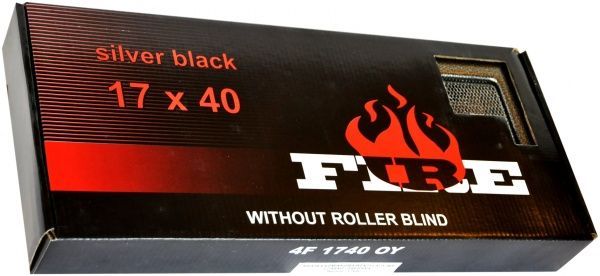 silver black
17 x 40
FIRE
WITHOUT ROLLER BLIND
4F 1740 OY